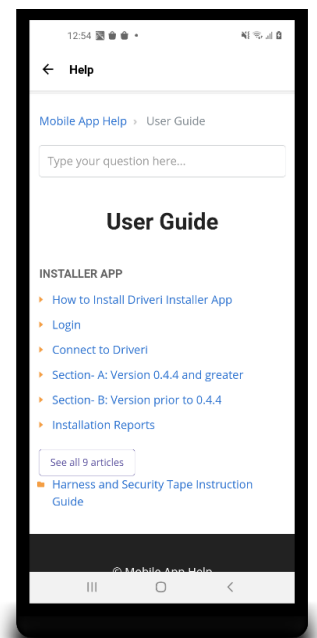 12:54
Help
Mobile App Help › User Guide
Type your question here...
User Guide
INSTALLER APP
How to Install Driveri Installer App
Login
Connect to Driveri
Section- A: Version 0.4.4 and greater
Section- B: Version prior to 0.4.4
Installation Reports
See all 9 articles
Harness and Security Tape Instruction
Guide
© Mobile App Help